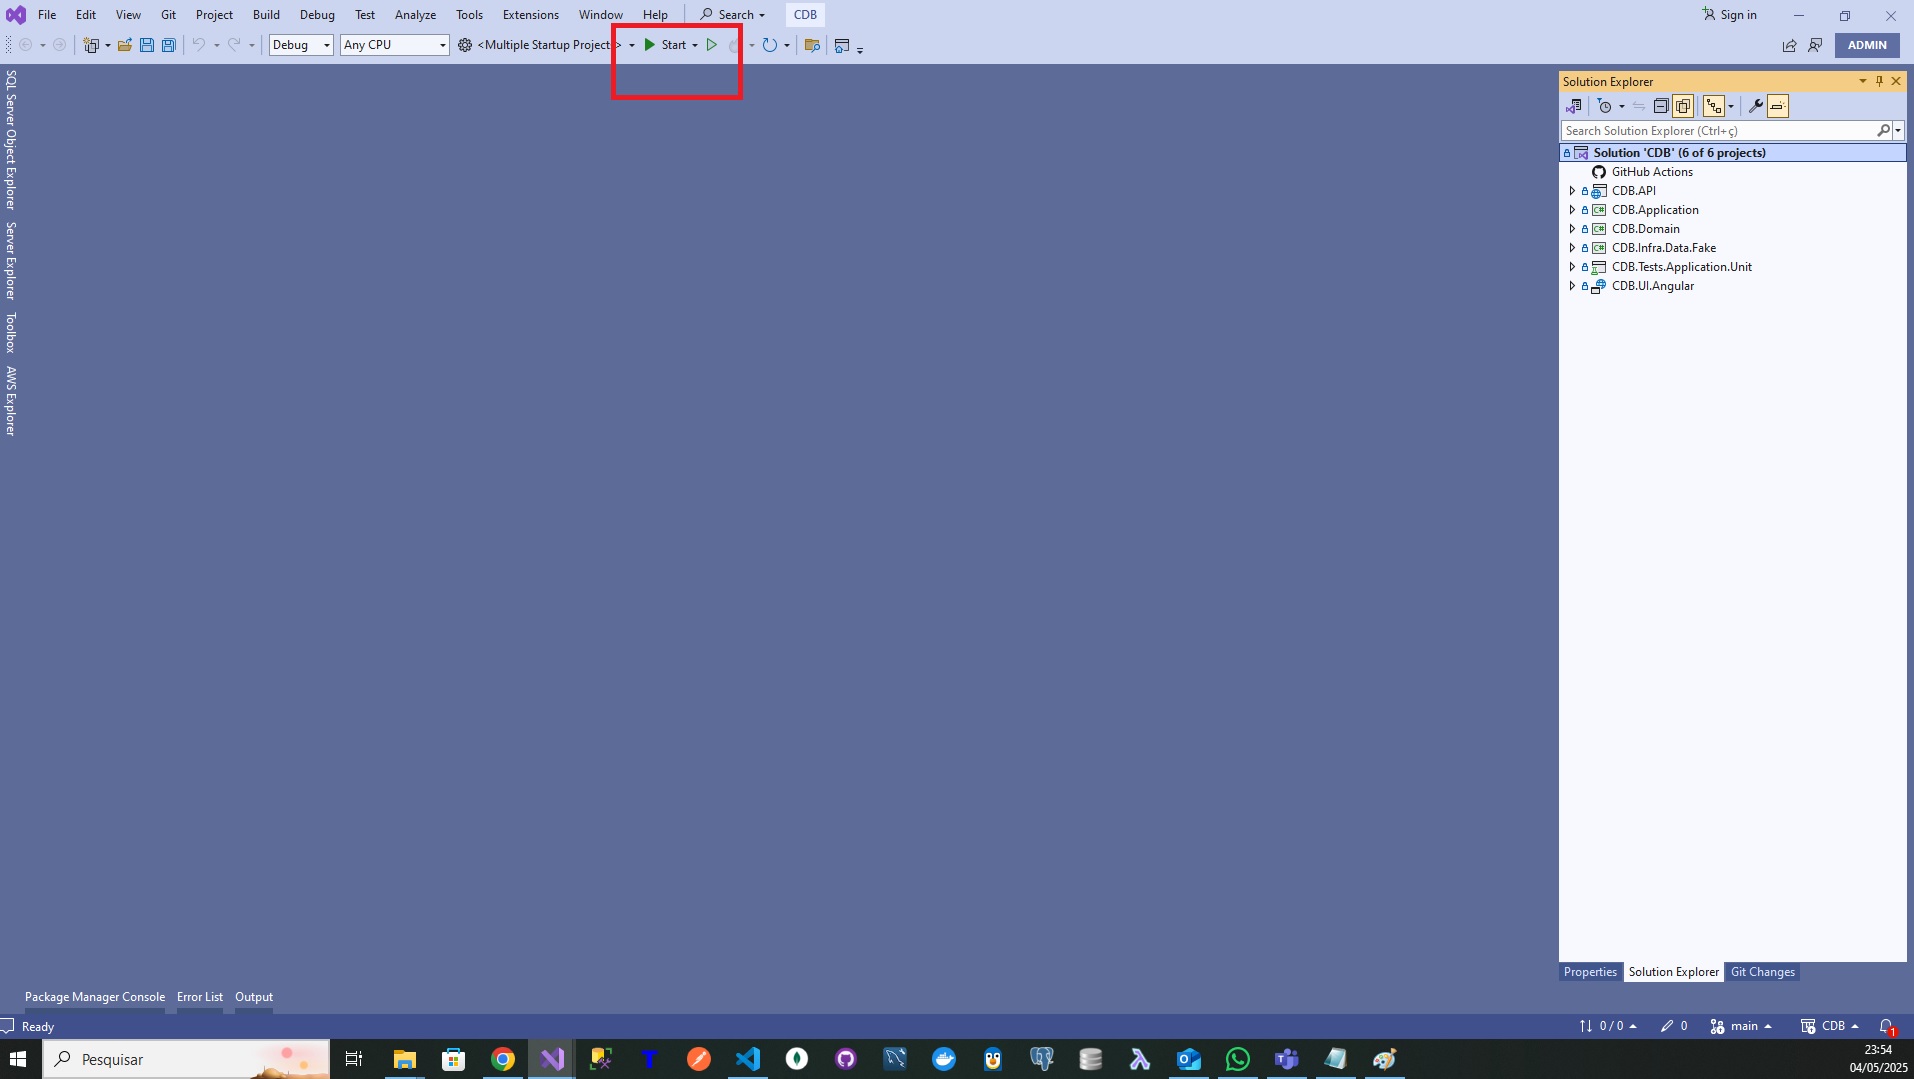 File Edit View Git Project Build Debug Test Analyze Tools Extensions Window Help Search CDB Sign in
Debug Any CPU <Multiple Startup Project > Start ADMIN
SQL Server Object Explorer
Server Explorer
Toolbox
AWS Explorer
Solution Explorer
Search Solution Explorer (Ctrl+ç)
Solution 'CDB' (6 of 6 projects)
GitHub Actions
CDB.API
C# CDB.Application
C# CDB.Domain
C# CDB.Infra.Data.Fake
CDB.Tests.Application.Unit
CDB.UI.Angular
Properties Solution Explorer Git Changes
Package Manager Console Error List Output
Ready 0 / 0 0 main CDB 1
Pesquisar
23:54
04/05/2025